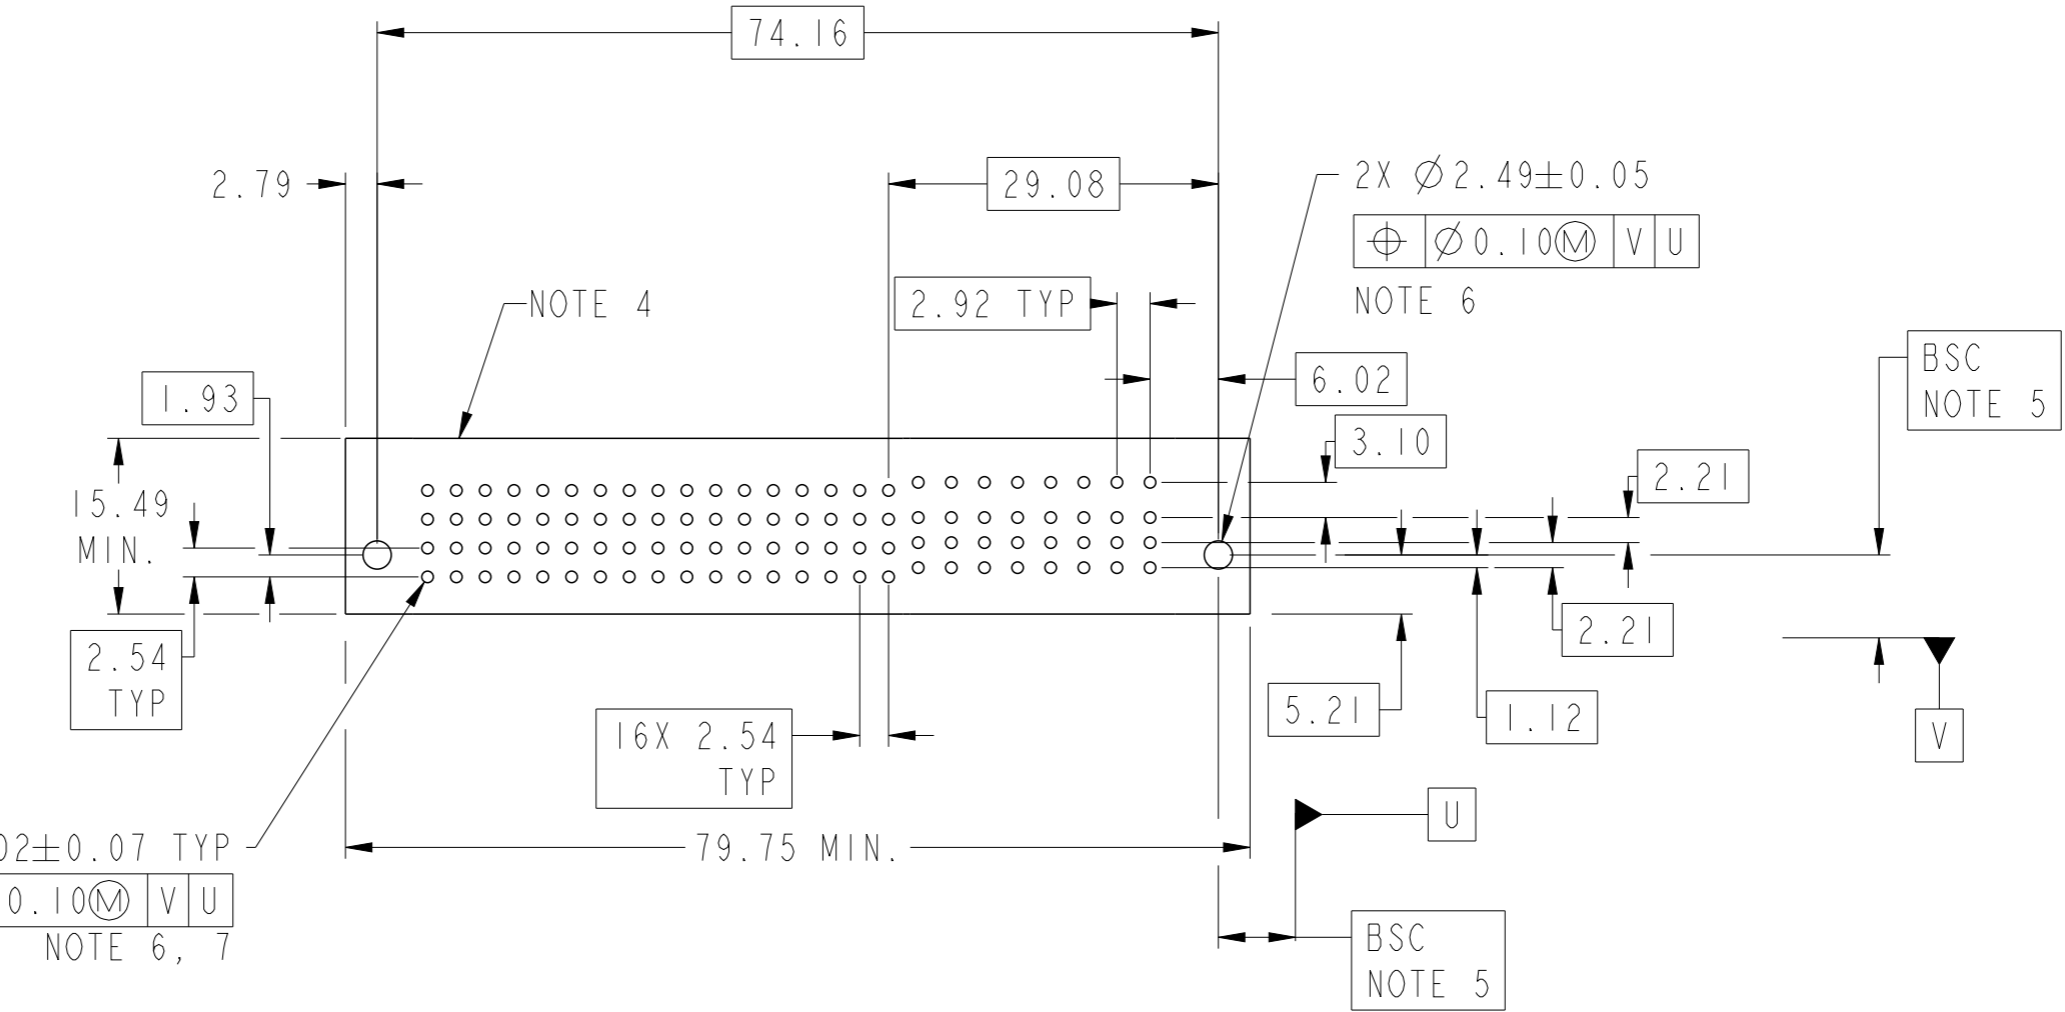 74.16
2.79
29.08
2X Ø2.49±0.05
⌖ Ø0.10Ⓜ V U
NOTE 6
2.92 TYP
NOTE 4
BSC
NOTE 5
6.02
1.93
3.10
2.21
15.49
MIN.
2.54
TYP
2.21
5.21
1.12
16X 2.54
TYP
V
U
02±0.07 TYP
79.75 MIN.
0.10Ⓜ V U
NOTE 6, 7
BSC
NOTE 5